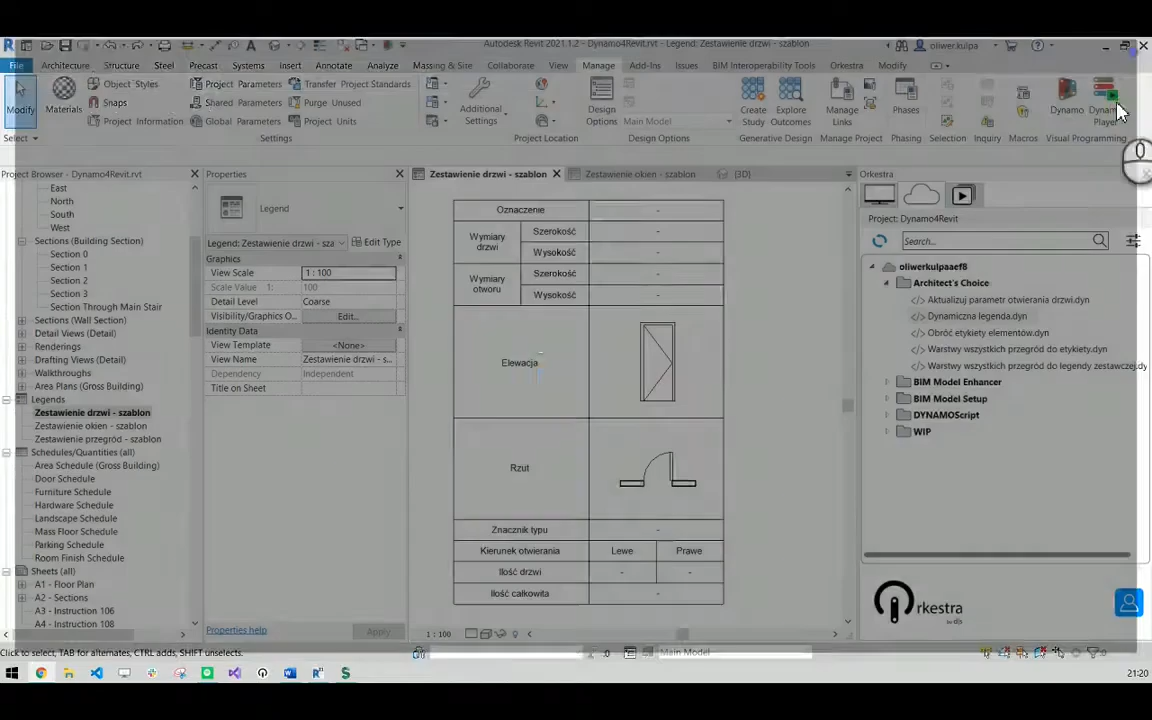 Autodesk Revit 2021.1.2 - Dynamo4Revit.rvt - Legend: Zestawienie drzwi - szablon
oliwer.kulpa
File Architecture Structure Steel Precast Systems Insert Annotate Analyze Massing & Site Collaborate View Manage Add-Ins Issues BIM Interoperability Tools Orkestra Modify
Modify
Materials
Object Styles
Snaps
Project Information
Project Parameters
Shared Parameters
Global Parameters
Transfer Project Standards
Purge Unused
Project Units
Additional Settings
Design Options
Main Model
Create Study
Explore Outcomes
Manage Links
Phases
Dynamo
Player
Select
Settings
Project Location
Design Options
Generative Design
Manage Project
Phasing
Selection
Inquiry
Macros
Visual Programming
Project Browser - Dynamo4Revit.rvt
East
North
South
West
Sections (Building Section)
Section 0
Section 1
Section 2
Section 3
Section Through Main Stair
Sections (Wall Section)
Detail Views (Detail)
Renderings
Drafting Views (Detail)
Walkthroughs
Area Plans (Gross Building)
Legends
Zestawienie drzwi - szablon
Zestawienie okien - szablon
Zestawienie przegród - szablon
Schedules/Quantities (all)
Area Schedule (Gross Building)
Door Schedule
Furniture Schedule
Hardware Schedule
Landscape Schedule
Mass Floor Schedule
Parking Schedule
Room Finish Schedule
Sheets (all)
A1 - Floor Plan
A2 - Sections
A3 - Instruction 106
A4 - Instruction 108
Properties
Legend
Legend: Zestawienie drzwi - sza
Edit Type
Graphics
View Scale 1 : 100
Scale Value 1: 100
Detail Level Coarse
Visibility/Graphics O... Edit...
Identity Data
View Template <None>
View Name Zestawienie drzwi - s...
Dependency Independent
Title on Sheet
Properties help
Apply
Zestawienie drzwi - szablon
Zestawienie okien - szablon
{3D}
Oznaczenie -
Wymiary drzwi
Szerokość -
Wysokość -
Wymiary otworu
Szerokość -
Wysokość -
Elewacja
Rzut
Znacznik typu -
Kierunek otwierania Lewe Prawe
Ilość drzwi - -
Ilość całkowita -
1 : 100
Orkestra
Project: Dynamo4Revit
Search...
oliwerkulpaaef8
Architect's Choice
</> Aktualizuj parametr otwierania drzwi.dyn
</> Dynamiczna legenda.dyn
</> Obróć etykiety elementów.dyn
</> Warstwy wszystkich przegród do etykiety.dyn
</> Warstwy wszystkich przegród do legendy zestawczej.dy
BIM Model Enhancer
BIM Model Setup
DYNAMOScript
WIP
rkestra
by dis
0
Click to select, TAB for alternates, CTRL adds, SHIFT unselects.
:0
Main Model
:0
21:20